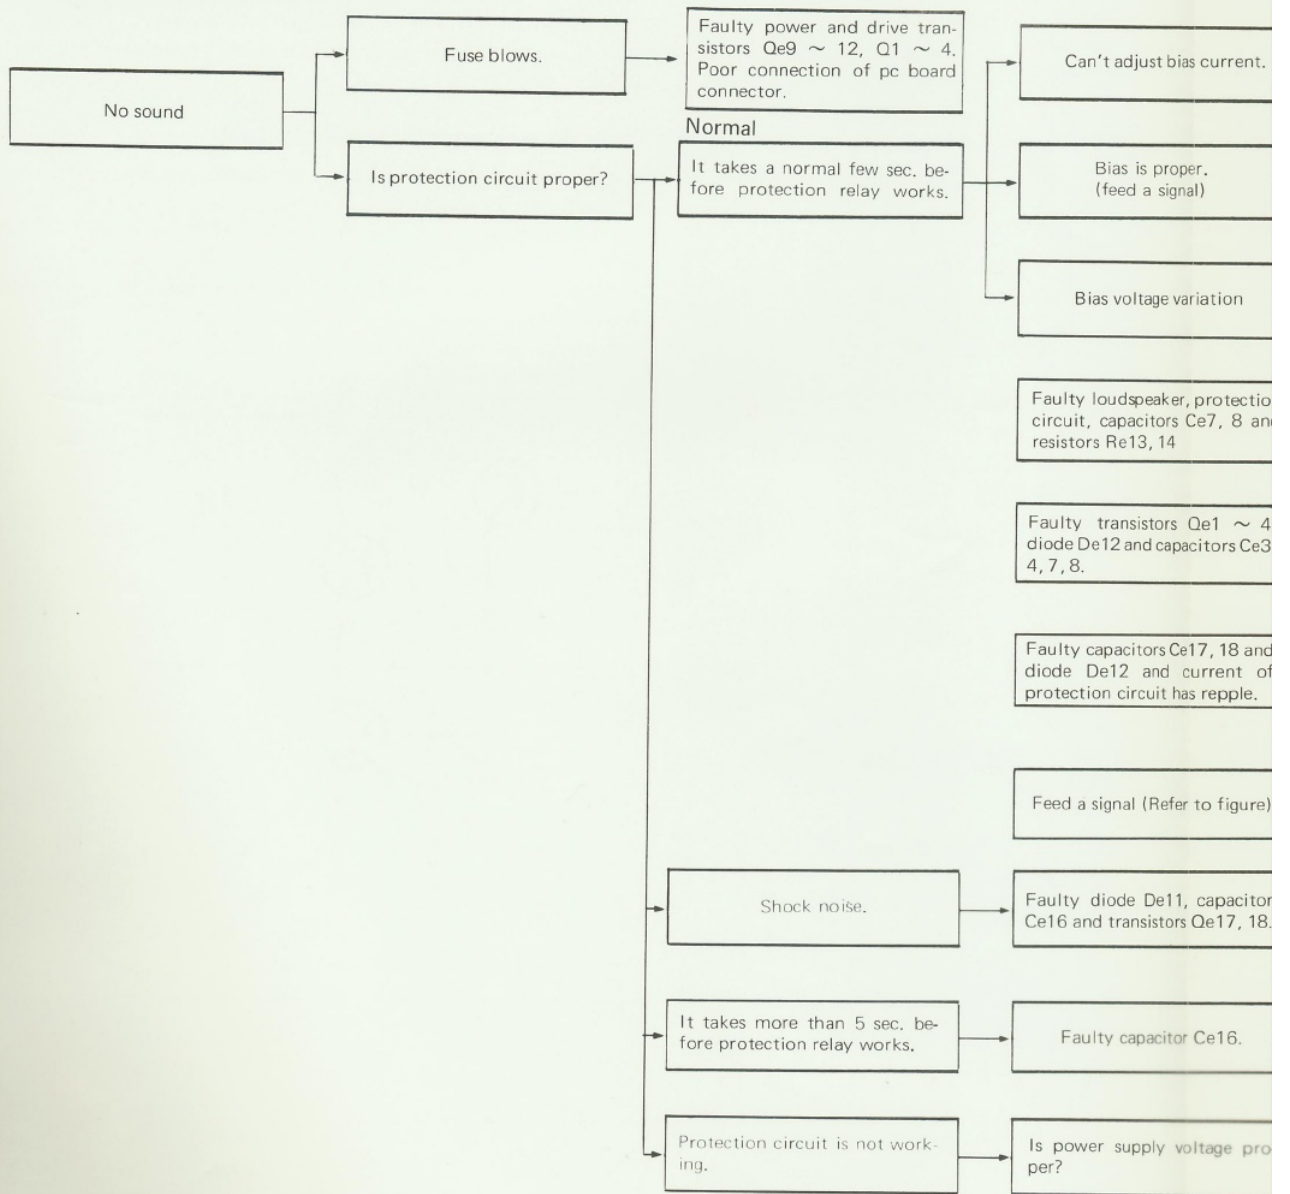 No sound
Fuse blows.
Is protection circuit proper?
Faulty power and drive tran-
sistors Qe9 ~ 12, Q1 ~ 4.
Poor connection of pc board
connector.
Normal
It takes a normal few sec. be-
fore protection relay works.
Can't adjust bias current.
Bias is proper.
(feed a signal)
Bias voltage variation
Faulty loudspeaker, protectio
circuit, capacitors Ce7, 8 an
resistors Re13, 14
Faulty transistors Qe1 ~ 4
diode De12 and capacitors Ce3
4, 7, 8.
Faulty capacitors Ce17, 18 and
diode De12 and current of
protection circuit has repple.
Feed a signal (Refer to figure)
Shock noise.
Faulty diode De11, capacitor
Ce16 and transistors Qe17, 18.
It takes more than 5 sec. be-
fore protection relay works.
Faulty capacitor Ce16.
Protection circuit is not work-
ing.
Is power supply voltage pro
per?